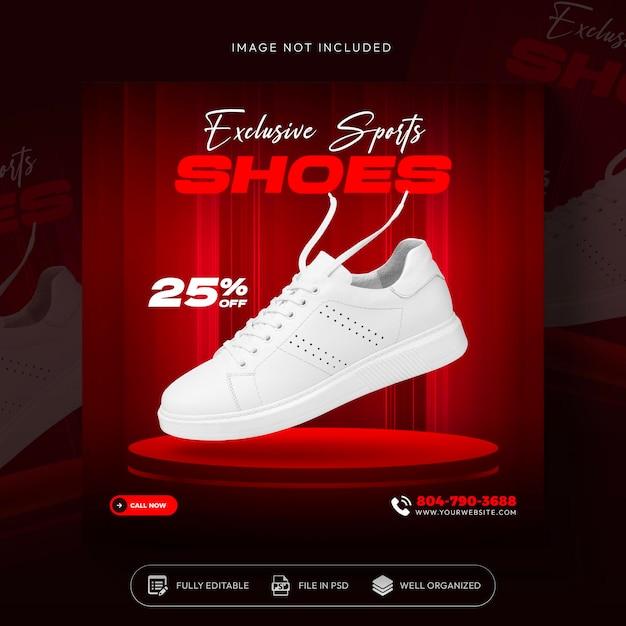 IMAGE NOT INCLUDED
Exclusive Sports
SHOES
25% OFF
CALL NOW
804-790-3688
WWW.YOURWEBSITE.COM
FULLY EDITABLE
FILE IN PSD
WELL ORGANIZED